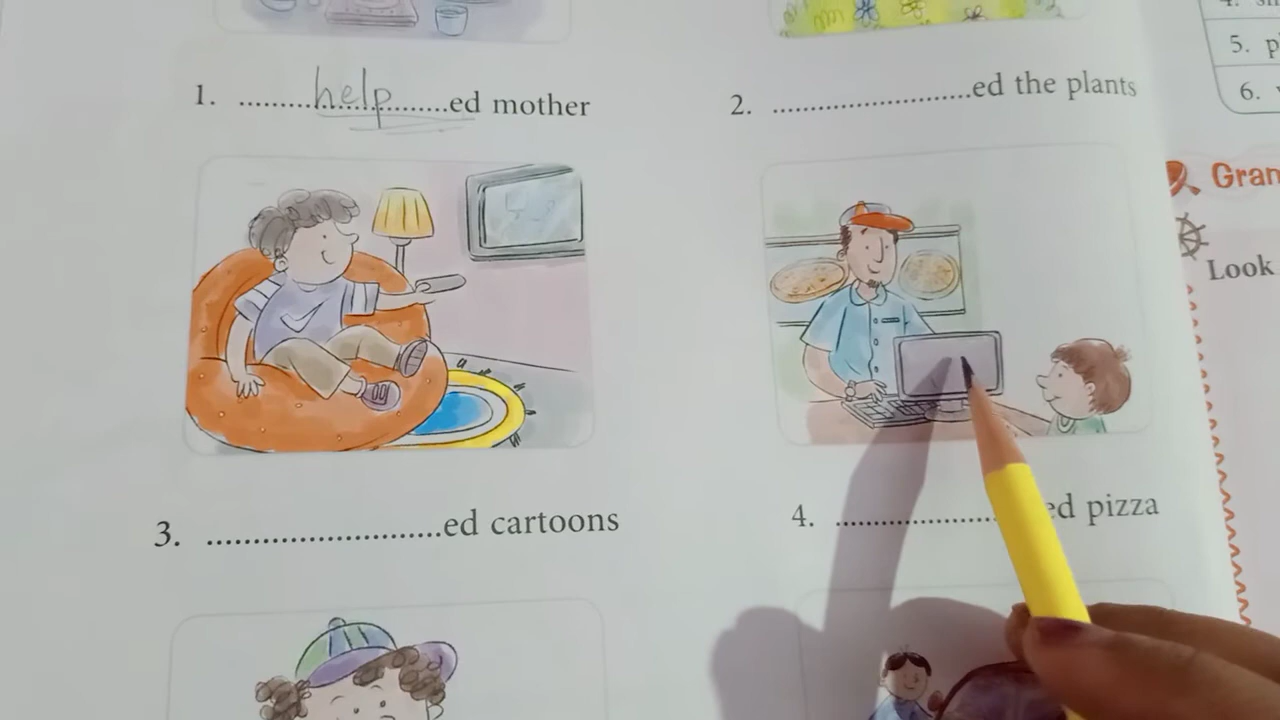 1. .........help........ed mother
2. ..........................ed the plants
3. ..........................ed cartoons
4. .....................ed pizza
5. p
6.
Gran
Look